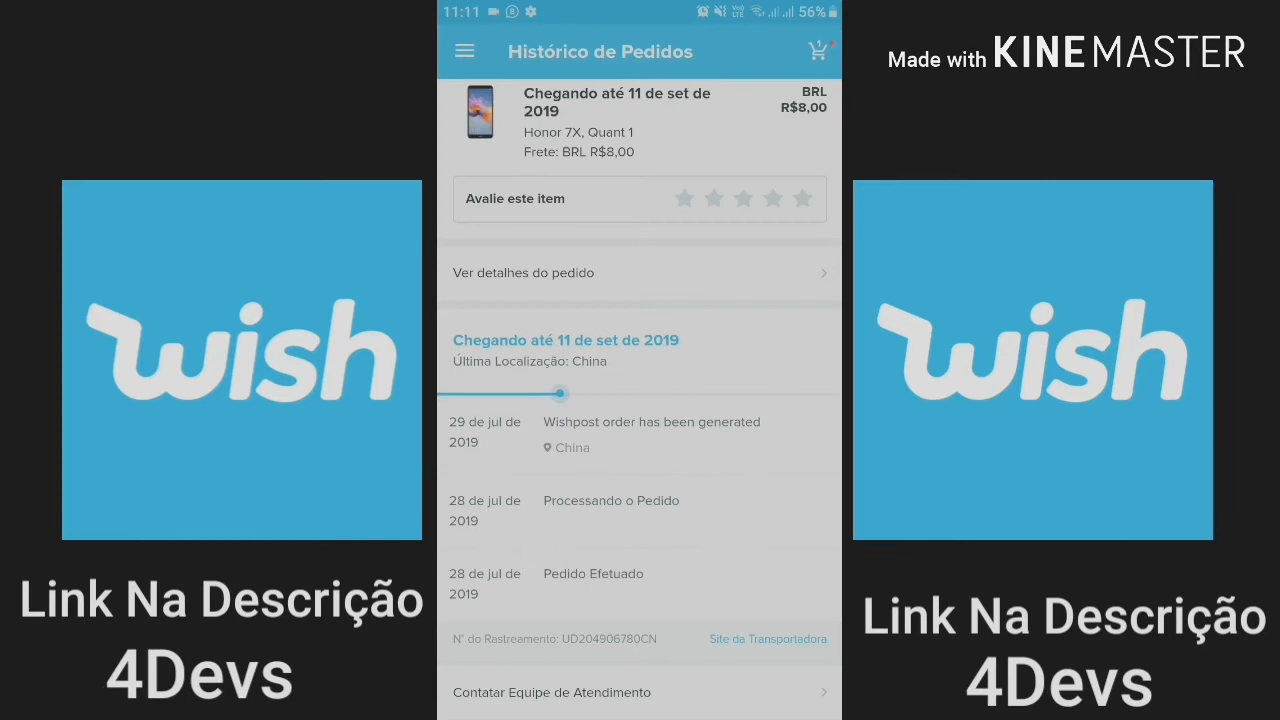 11:11
VoD LTE
56%
Made with KINEMASTER
Histórico de Pedidos
1
Chegando até 11 de set de
2019
BRL
R$8,00
Honor 7X, Quant 1
Frete: BRL R$8,00
Avalie este item
Ver detalhes do pedido
wish
Chegando até 11 de set de 2019
Última Localização: China
wish
29 de jul de
2019
Wishpost order has been generated
China
28 de jul de
2019
Processando o Pedido
28 de jul de
2019
Pedido Efetuado
N° do Rastreamento: UD204906780CN
Site da Transportadora
Contatar Equipe de Atendimento
Link Na Descrição
4Devs
Link Na Descrição
4Devs